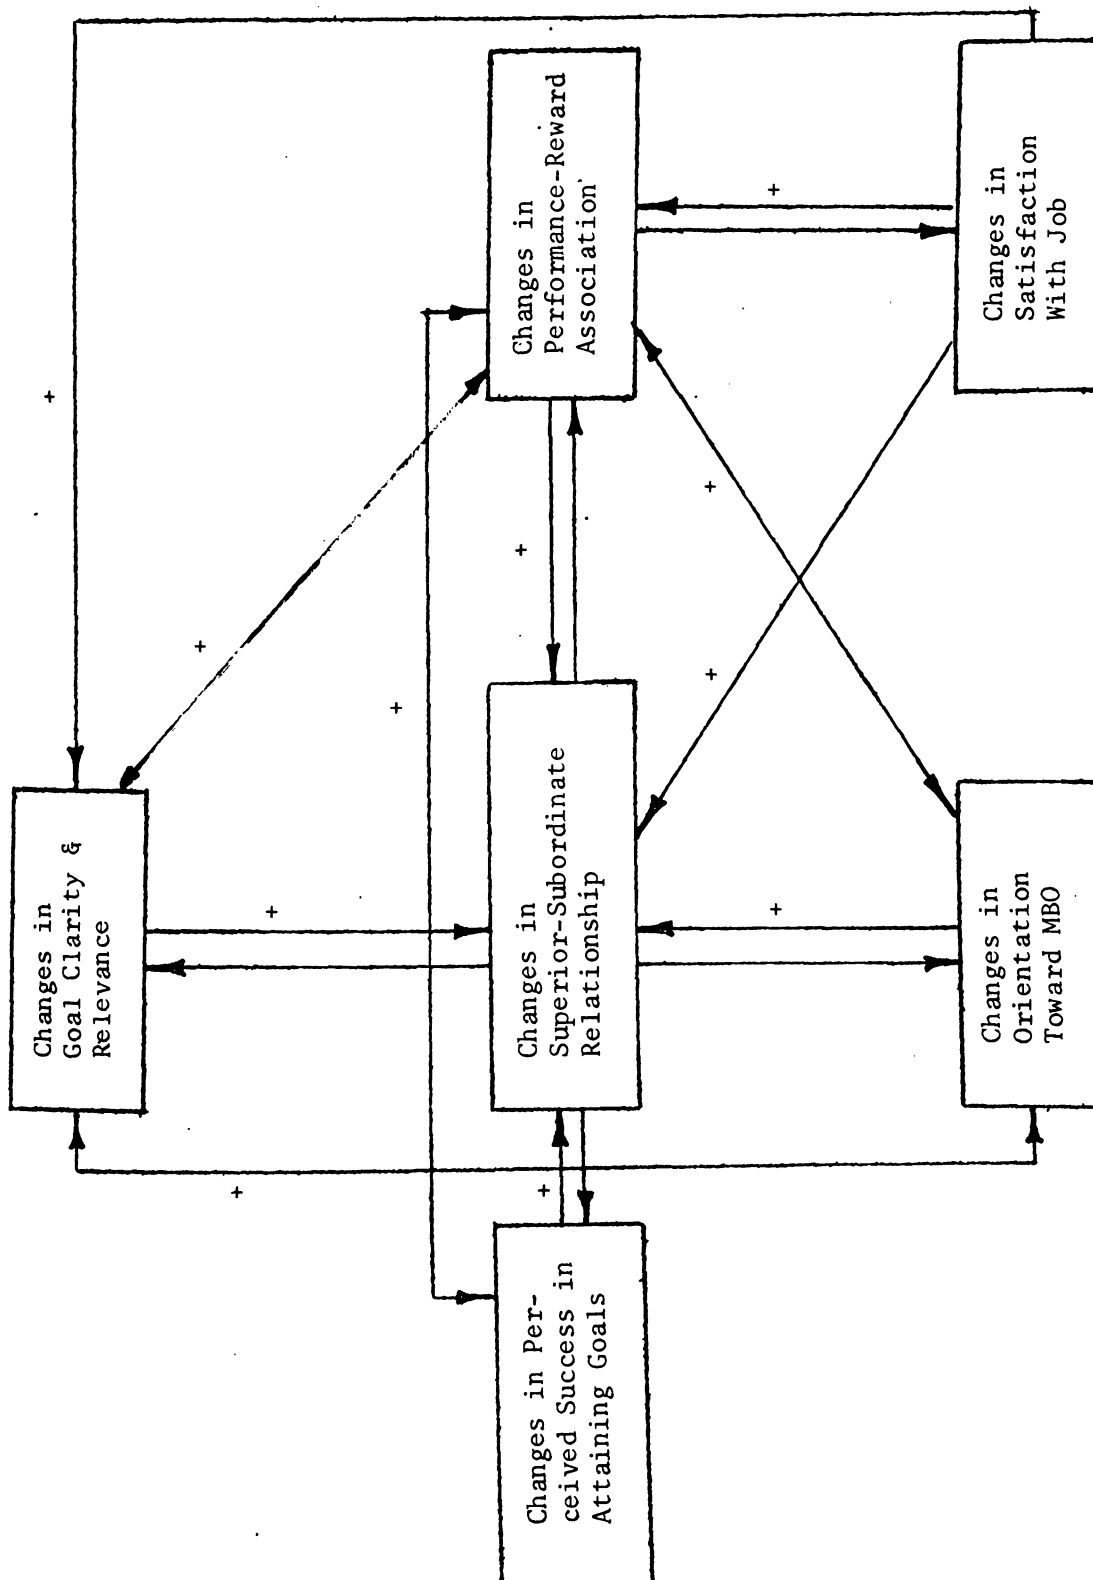 Changes in
Goal Clarity &
Relevance
Changes in Per-
ceived Success in
Attaining Goals
Changes in
Superior-Subordinate
Relationship
Changes in
Performance-Reward
Association
Changes in
Orientation
Toward MBO
Changes in
Satisfaction
With Job
+
+
+
+
+
+
+
+
+
+
+